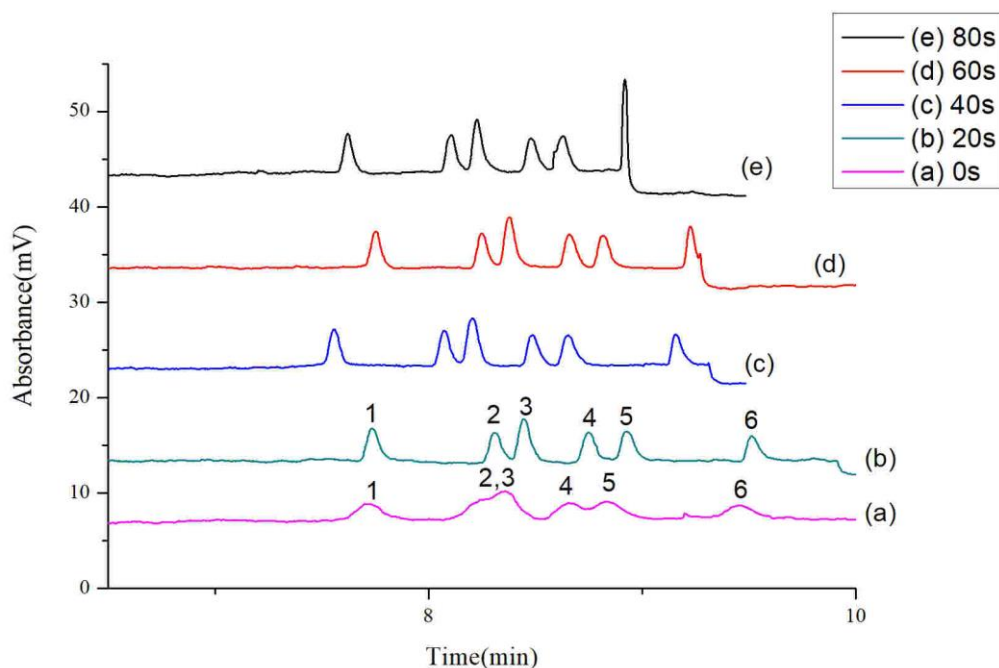 (e) 80s
(d) 60s
(c) 40s
(b) 20s
(a) 0s
50
40
30
20
10
0
Absorbance(mV)
(e)
(d)
(c)
1 2 3 4 5 6
(b)
1 2,3 4 5 6
(a)
8 10
Time(min)